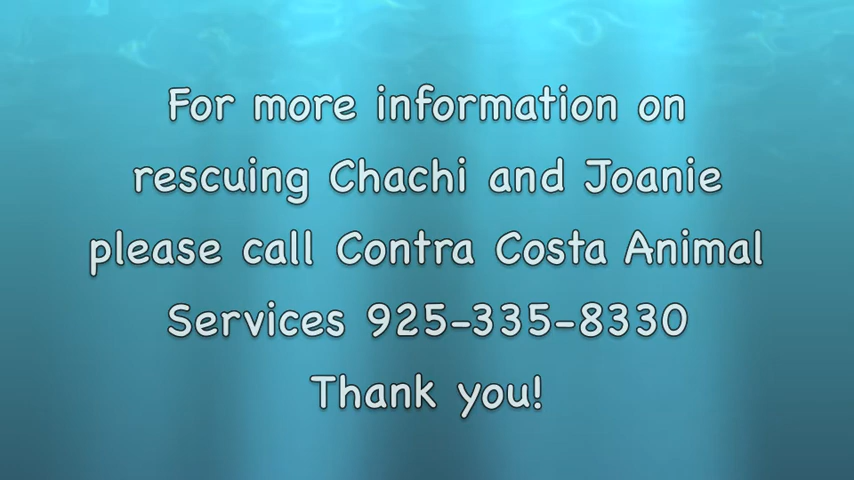 For more information on
rescuing Chachi and Joanie
please call Contra Costa Animal
Services 925-335-8330
Thank you!